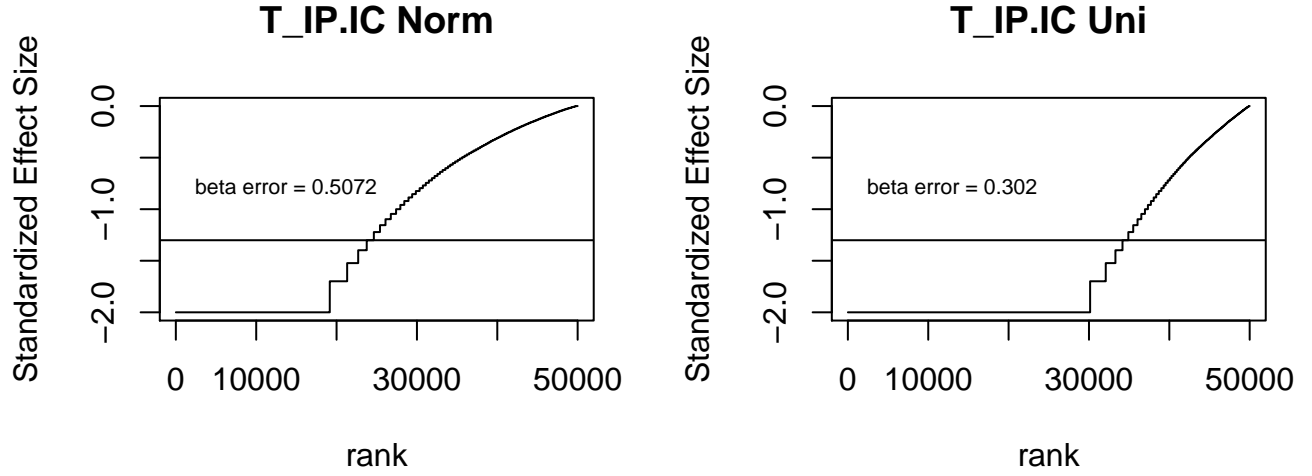 T_IP.IC Norm
Standardized Effect Size
0.0
−1.0
−2.0
beta error = 0.5072
0 10000 30000 50000
rank
T_IP.IC Uni
Standardized Effect Size
0.0
−1.0
−2.0
beta error = 0.302
0 10000 30000 50000
rank